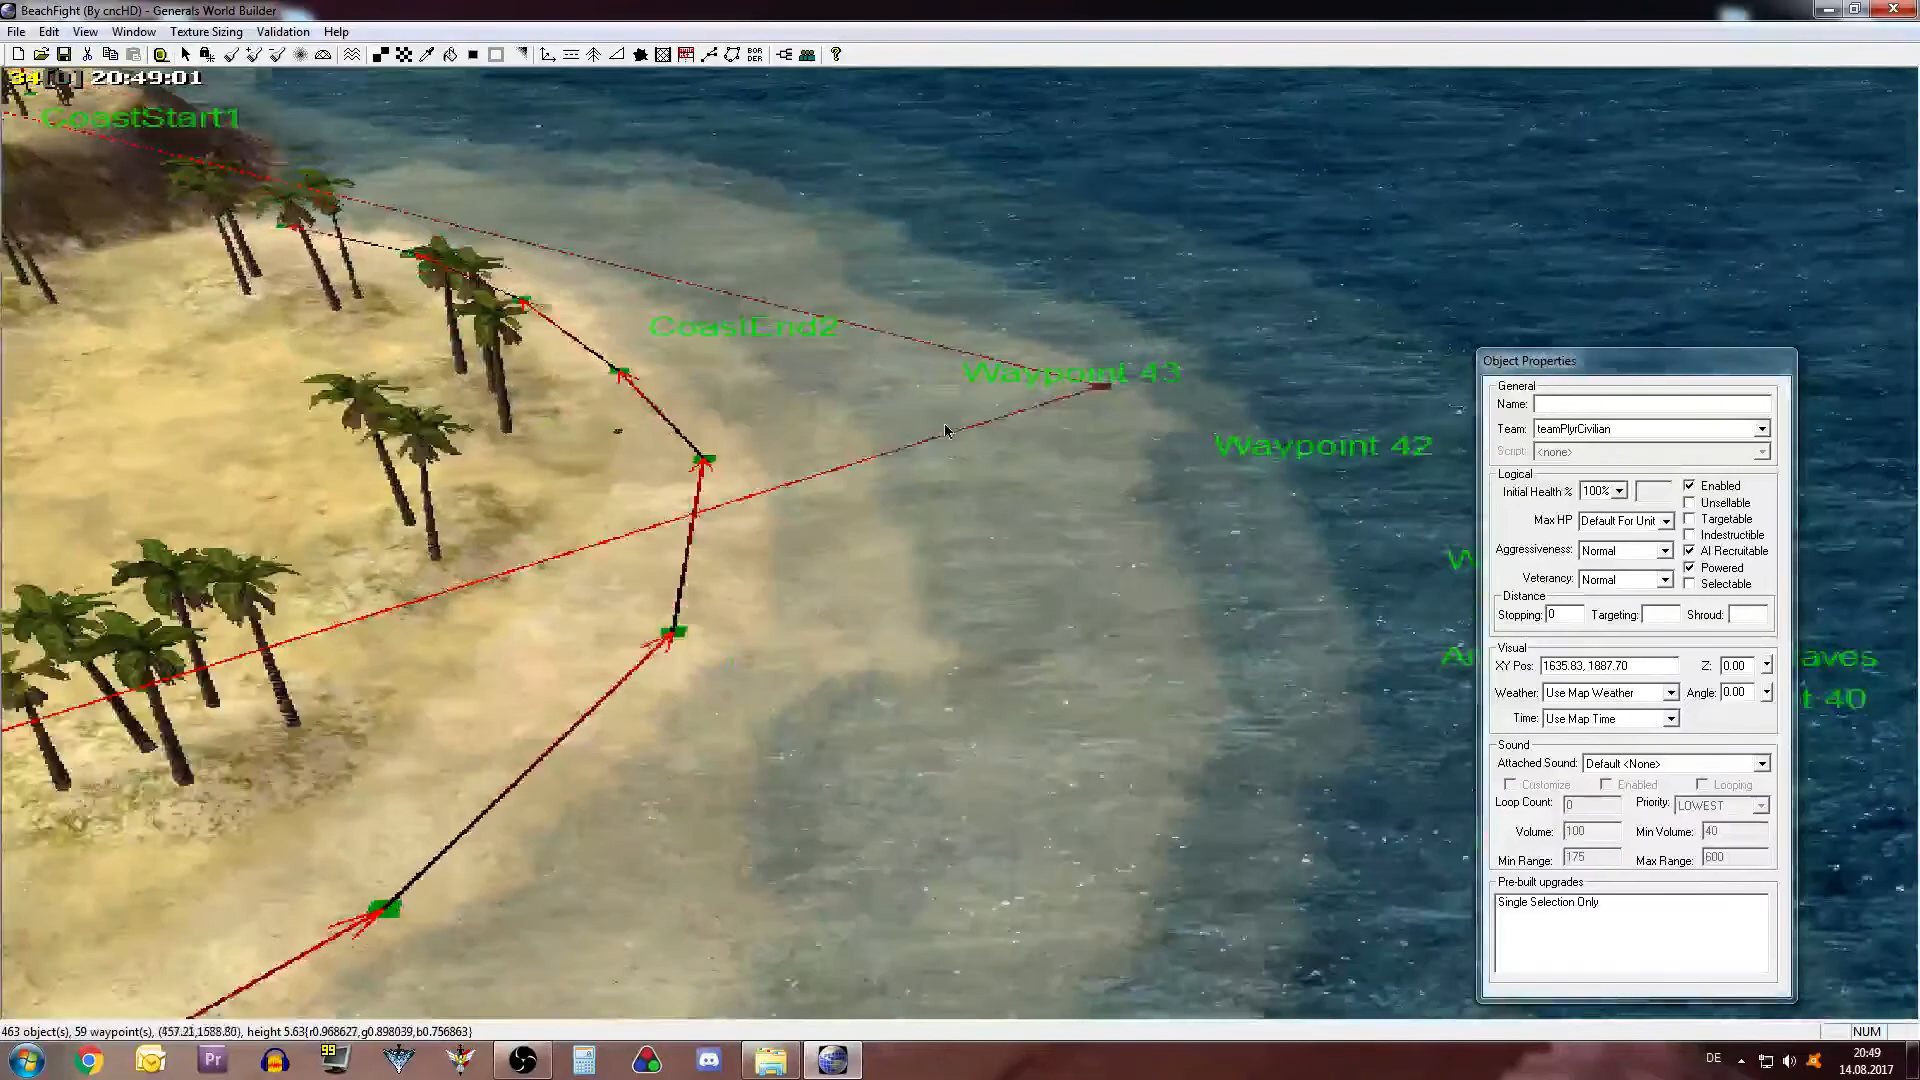 BeachFight (By cncHD) - Generals World Builder
File Edit View Window Texture Sizing Validation Help
BOR
DER
34 [0] 20:49:01
CoastStart1
CoastEnd2
Waypoint 43
Waypoint 42
aves
t 40
Object Properties
General
Name:
Team: teamPlyrCivilian
Script: <none>
Logical
Initial Health % 100%
Enabled
Unsellable
Max HP Default For Unit
Targetable
Indestructible
Aggressiveness: Normal
AI Recruitable
Powered
Veterancy: Normal
Selectable
Distance
Stopping: 0 Targeting: Shroud:
Visual
XY Pos: 1635.83, 1887.70 Z: 0.00
Weather: Use Map Weather Angle: 0.00
Time: Use Map Time
Sound
Attached Sound: Default <None>
Customize Enabled Looping
Loop Count: 0 Priority: LOWEST
Volume: 100 Min Volume: 40
Min Range: 175 Max Range: 600
Pre-built upgrades
Single Selection Only
463 object(s), 59 waypoint(s), (457.21,1588.80), height 5.63{r0.968627,g0.898039,b0.756863}
NUM
Pr
99
DE
20:49
14.08.2017